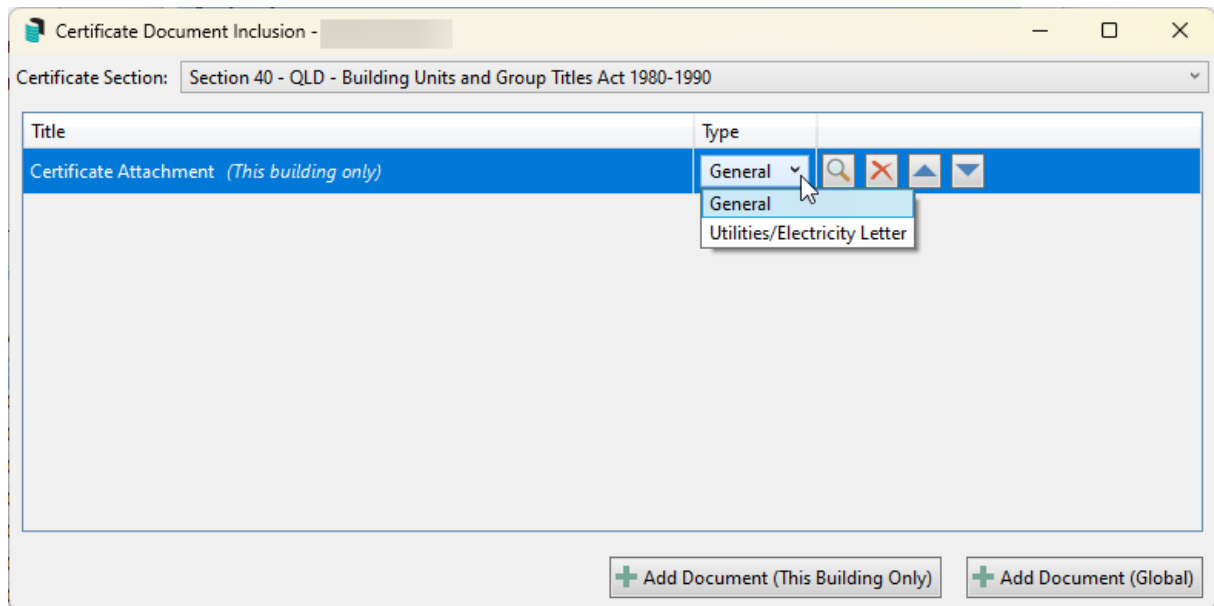 Certificate Document Inclusion -
Certificate Section: Section 40 - QLD - Building Units and Group Titles Act 1980-1990
Title Type
Certificate Attachment (This building only) General
General
Utilities/Electricity Letter
Add Document (This Building Only) Add Document (Global)